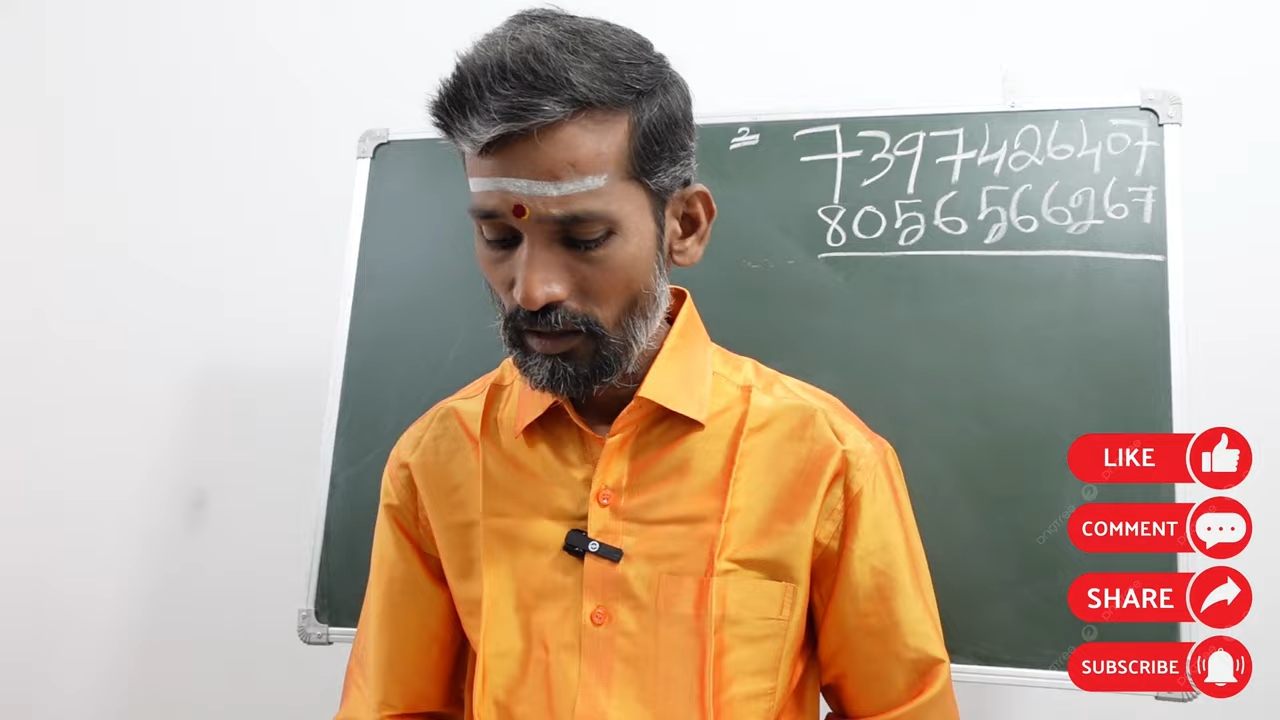 = 7397426407
8056566267
LIKE
COMMENT
SHARE
SUBSCRIBE